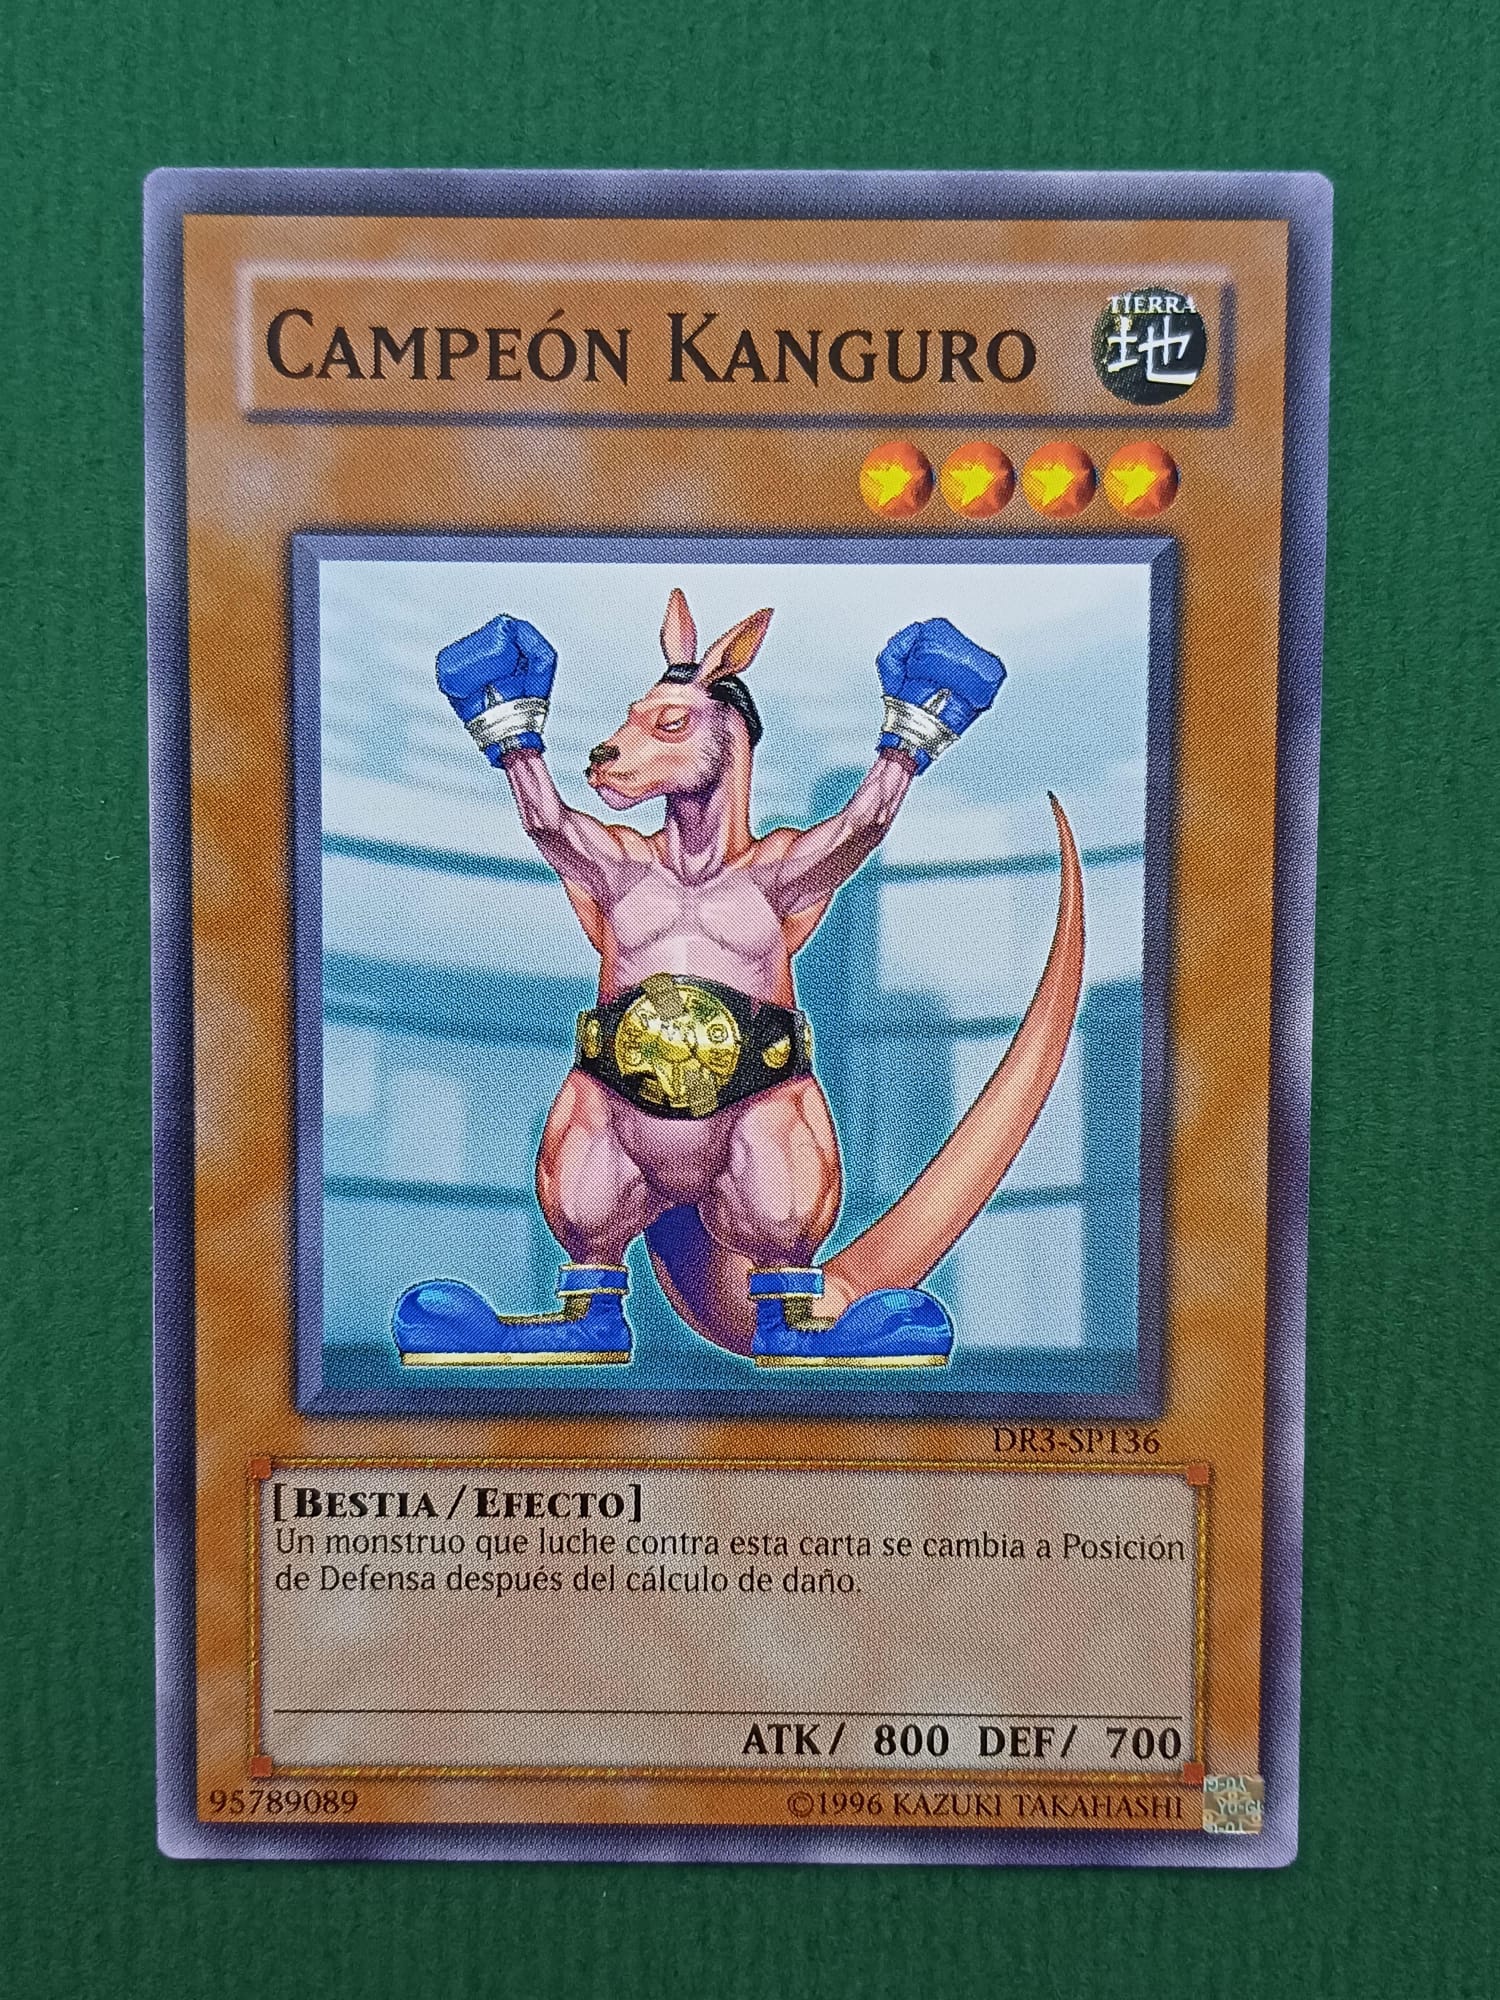 CAMPEÓN KANGURO
TIERRA
地
DR3-SP136
[BESTIA/EFECTO]
Un monstruo que luche contra esta carta se cambia a Posición
de Defensa después del cálculo de daño.
ATK/ 800 DEF/ 700
95789089
©1996 KAZUKI TAKAHASHI